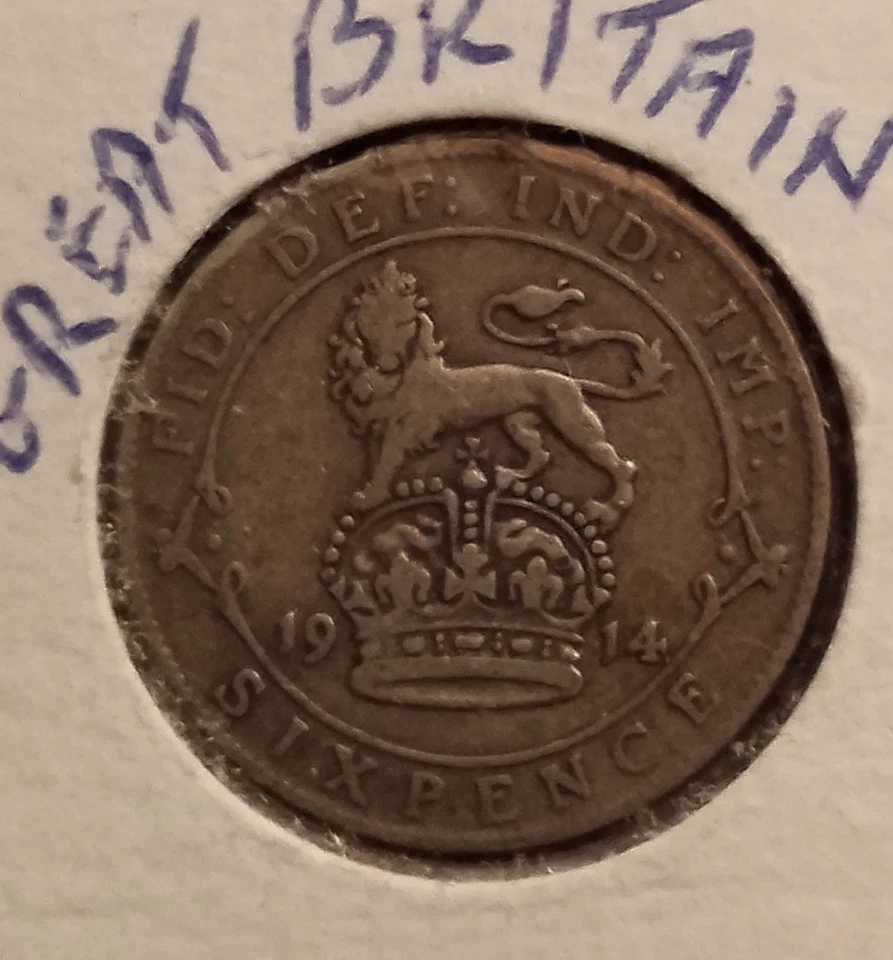 GREAT BRITAIN
FID: DEF: IND: IMP:
19 14
SIXPENCE